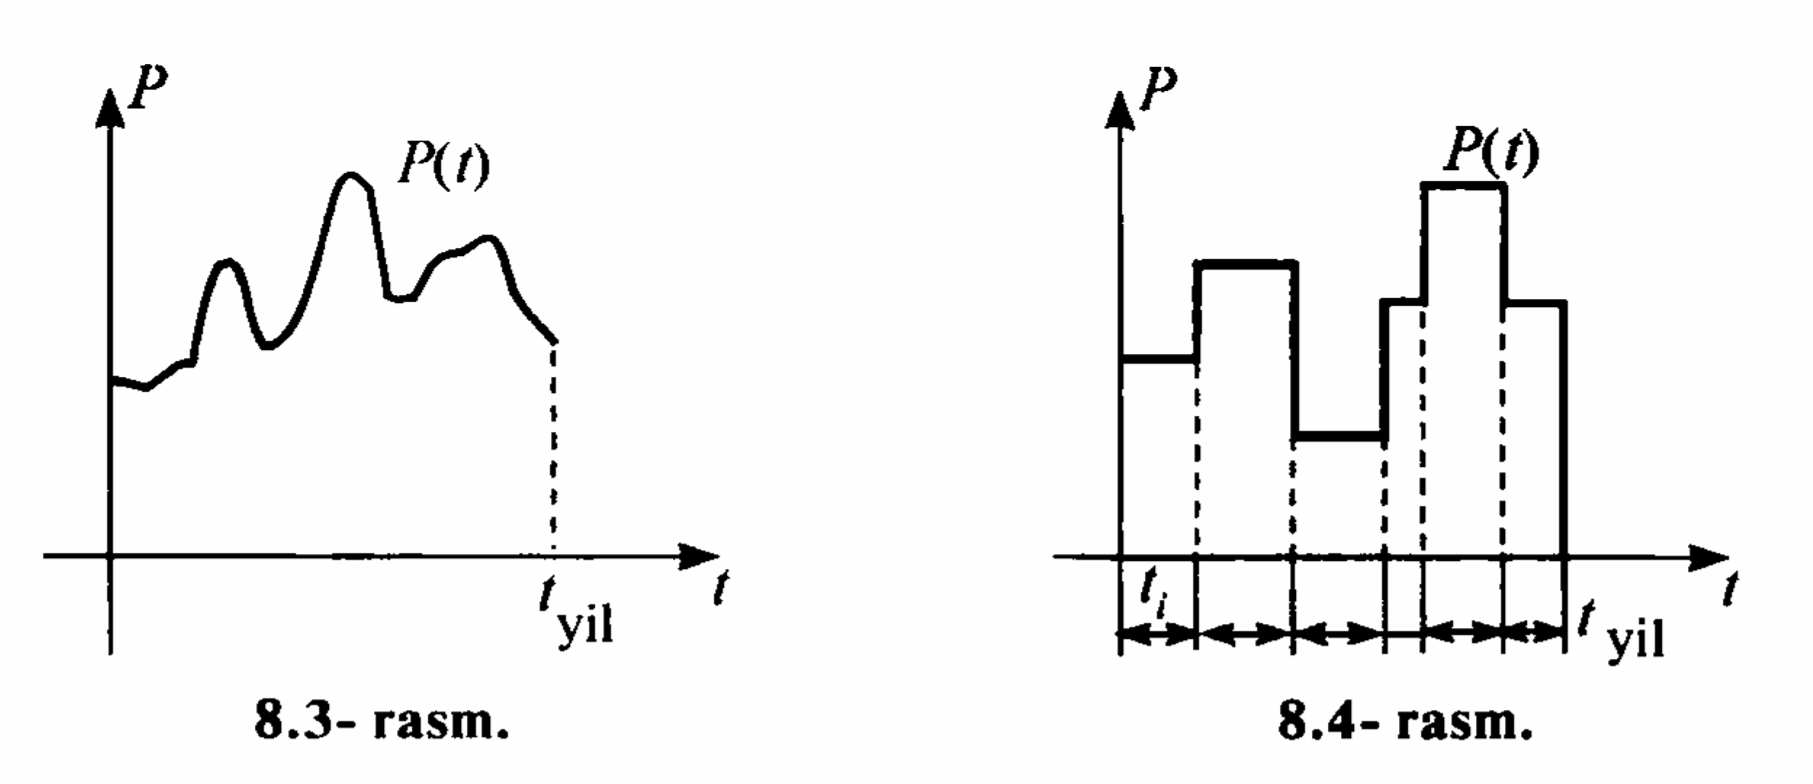 P
P(t)
t
t yil
8.3- rasm.
P
P(t)
t i
t
t yil
8.4- rasm.